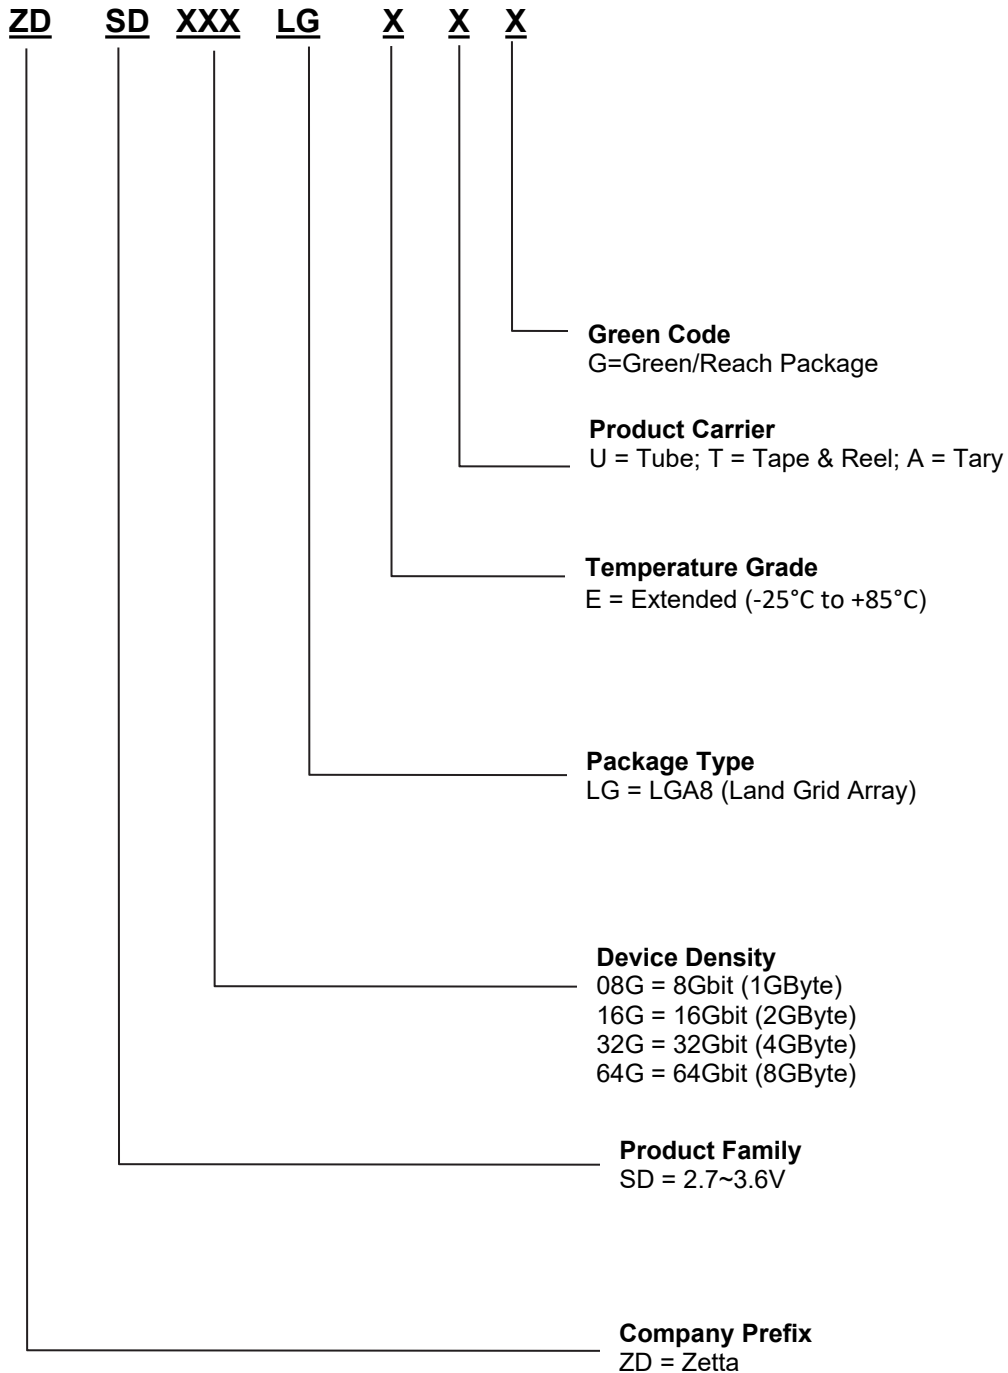 ZD SD XXX LG X X X
Green Code
G=Green/Reach Package
Product Carrier
U = Tube; T = Tape & Reel; A = Tary
Temperature Grade
E = Extended (-25°C to +85°C)
Package Type
LG = LGA8 (Land Grid Array)
Device Density
08G = 8Gbit (1GByte)
16G = 16Gbit (2GByte)
32G = 32Gbit (4GByte)
64G = 64Gbit (8GByte)
Product Family
SD = 2.7~3.6V
Company Prefix
ZD = Zetta